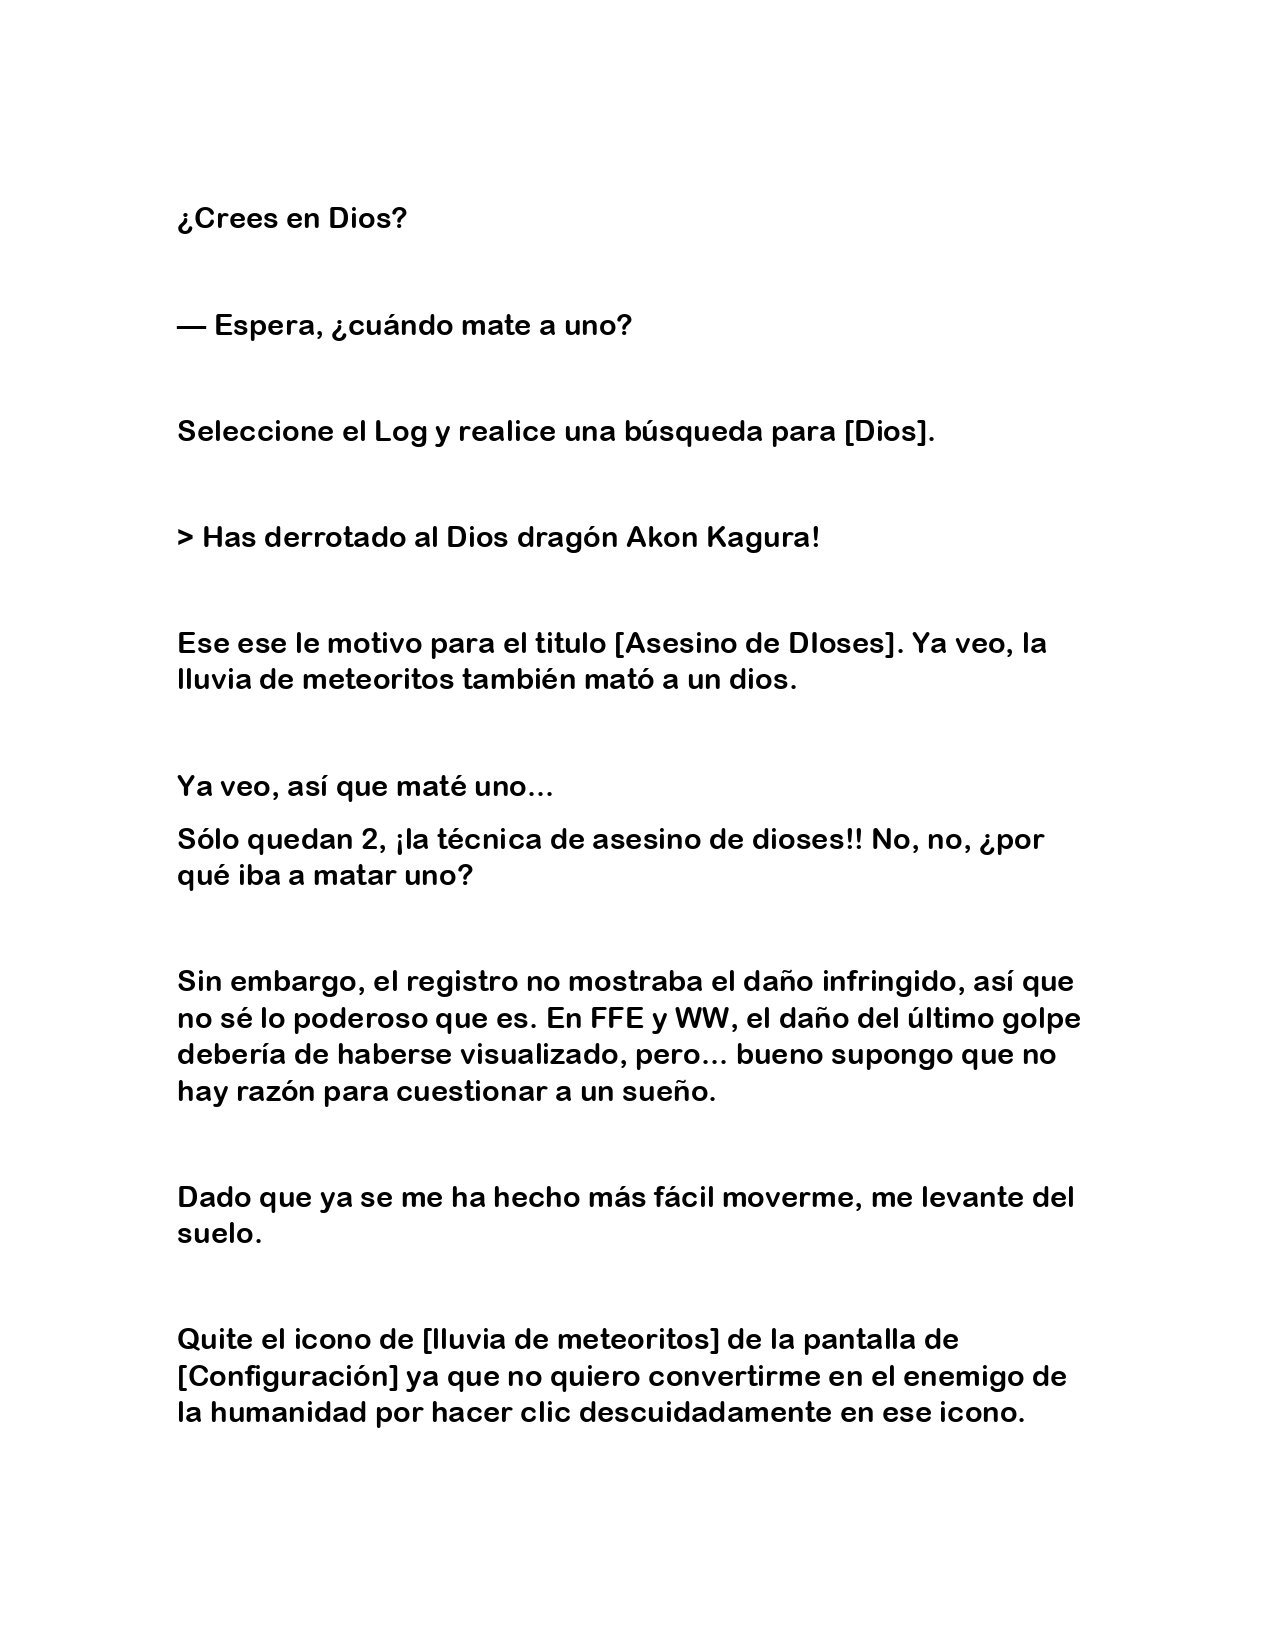 ¿Crees en Dios?
— Espera, ¿cuándo mate a uno?
Seleccione el Log y realice una búsqueda para [Dios].
> Has derrotado al Dios dragón Akon Kagura!
Ese ese le motivo para el titulo [Asesino de DIoses]. Ya veo, la
lluvia de meteoritos también mató a un dios.
Ya veo, así que maté uno...
Sólo quedan 2, ¡la técnica de asesino de dioses!! No, no, ¿por
qué iba a matar uno?
Sin embargo, el registro no mostraba el daño infringido, así que
no sé lo poderoso que es. En FFE y WW, el daño del último golpe
debería de haberse visualizado, pero... bueno supongo que no
hay razón para cuestionar a un sueño.
Dado que ya se me ha hecho más fácil moverme, me levante del
suelo.
Quite el icono de [lluvia de meteoritos] de la pantalla de
[Configuración] ya que no quiero convertirme en el enemigo de
la humanidad por hacer clic descuidadamente en ese icono.